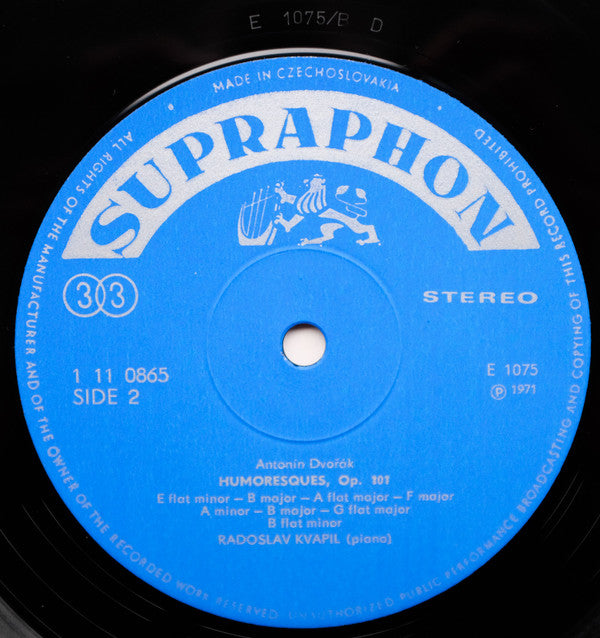 E 1075/B D
MADE IN CZECHOSLOVAKIA
ALL RIGHTS OF THE MANUFACTURER AND OF THE OWNER OF THE RECORDED WORK RESERVED. UNAUTHORIZED PUBLIC PERFORMANCE BROADCASTING AND COPYING OF THIS RECORD PROHIBITED
SUPRAPHON
33
STEREO
1 11 0865
SIDE 2
E 1075
℗ 1971
Antonín Dvořák
HUMORESQUES, Op. 101
E flat minor – B major – A flat major – F major
A minor – B major – G flat major
B flat minor
RADOSLAV KVAPIL (piano)